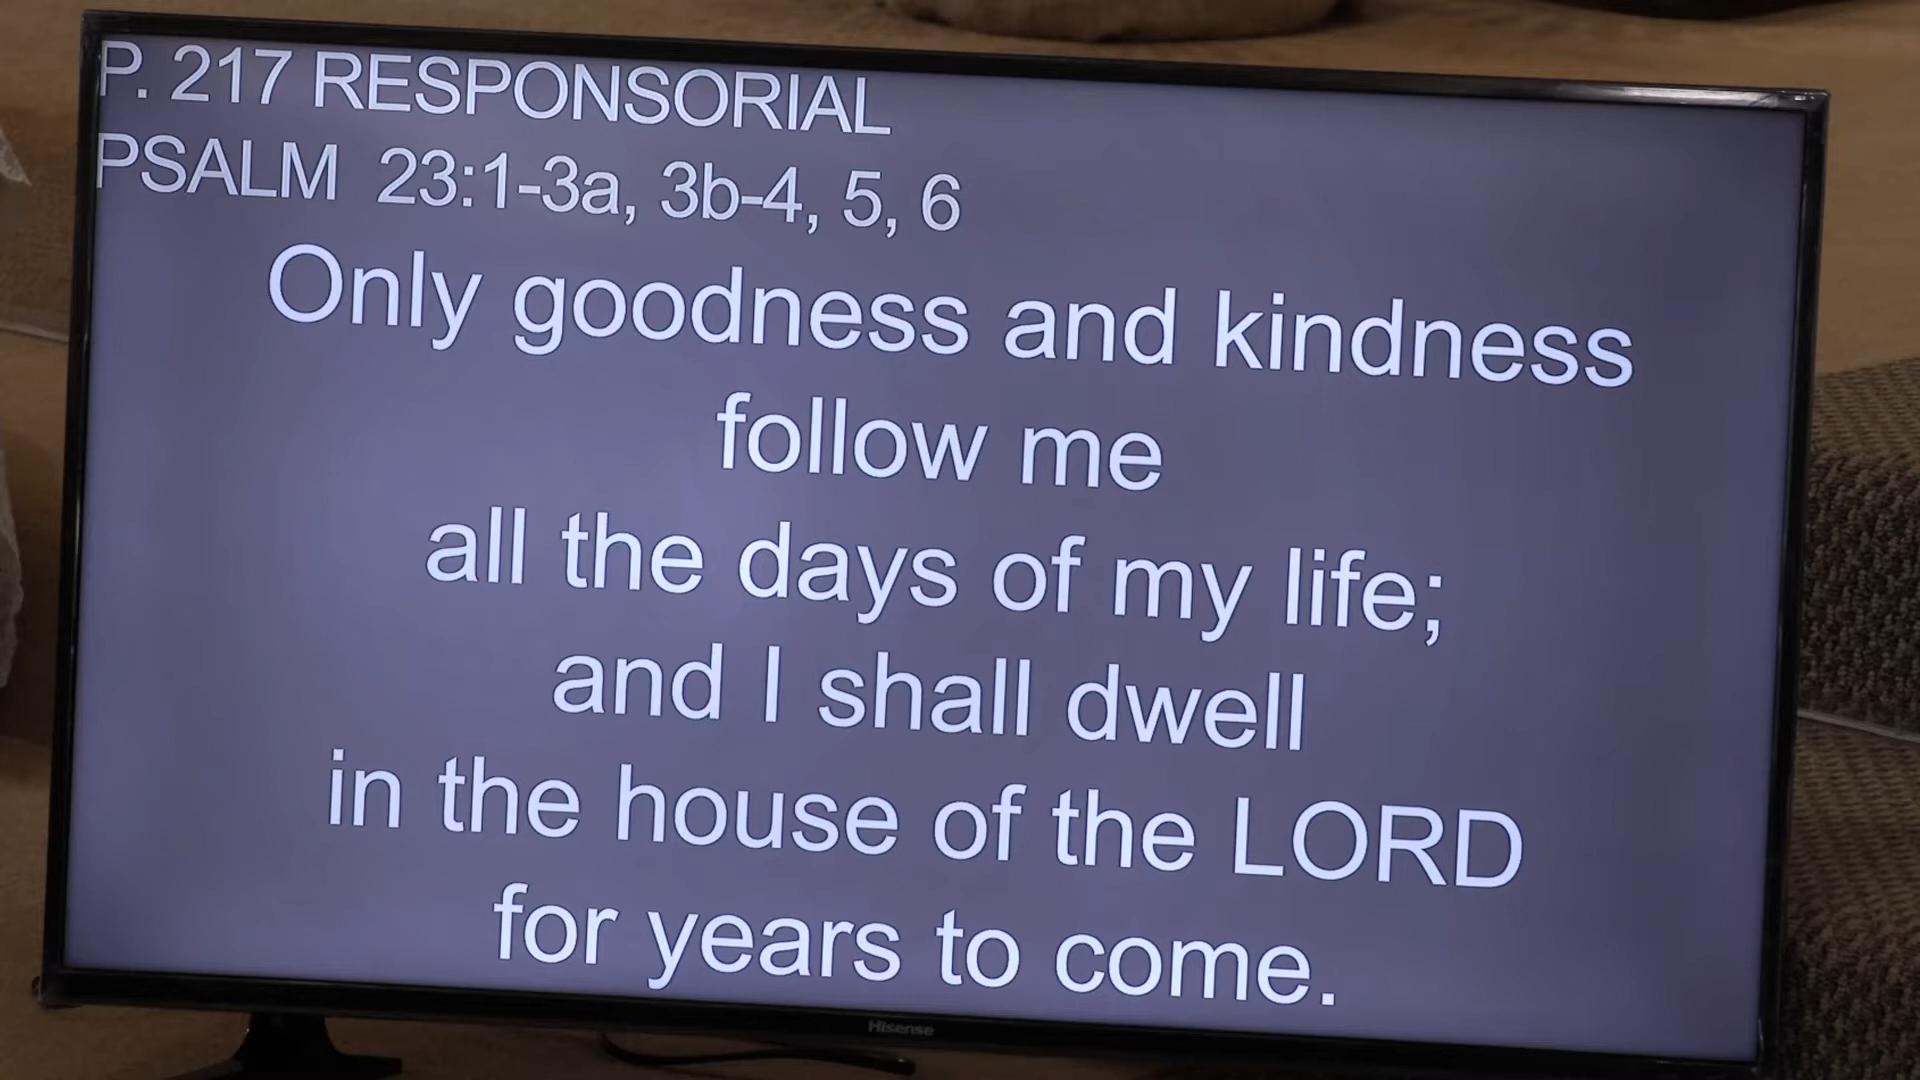 P. 217 RESPONSORIAL
PSALM 23:1-3a, 3b-4, 5, 6
Only goodness and kindness
follow me
all the days of my life;
and I shall dwell
in the house of the LORD
for years to come.
Hisense